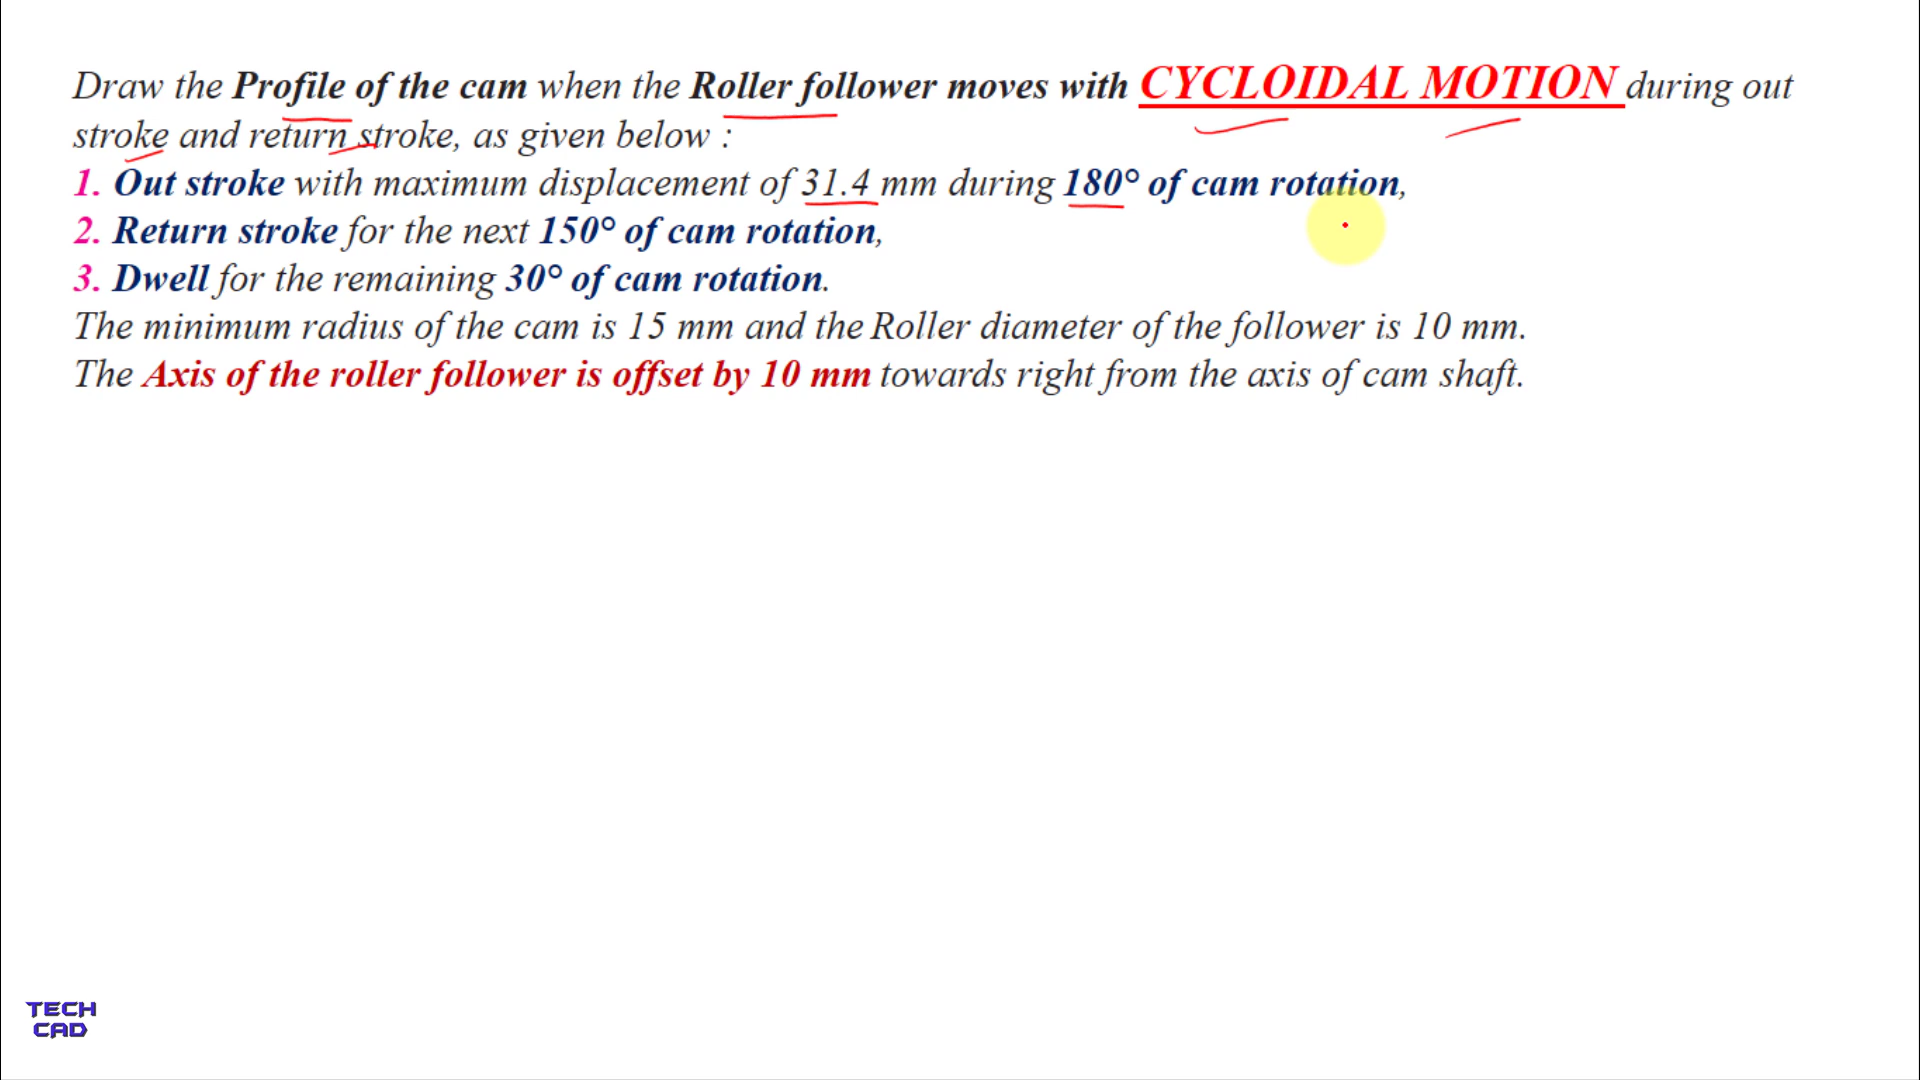 Draw the Profile of the cam when the Roller follower moves with CYCLOIDAL MOTION during out
stroke and return stroke, as given below :
1. Out stroke with maximum displacement of 31.4 mm during 180° of cam rotation,
2. Return stroke for the next 150° of cam rotation,
3. Dwell for the remaining 30° of cam rotation.
The minimum radius of the cam is 15 mm and the Roller diameter of the follower is 10 mm.
The Axis of the roller follower is offset by 10 mm towards right from the axis of cam shaft.
TECH
CAD